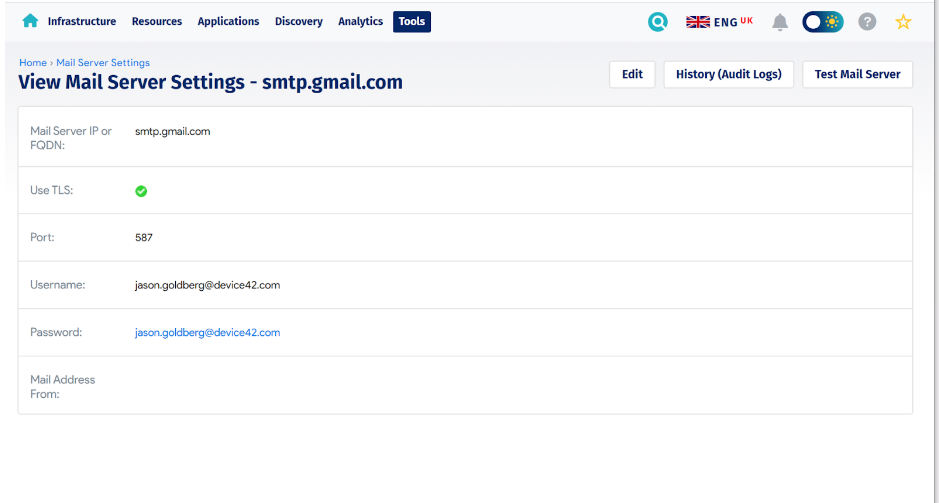 Infrastructure Resources Applications Discovery Analytics Tools ENG UK
Home › Mail Server Settings
View Mail Server Settings - smtp.gmail.com
Edit History (Audit Logs) Test Mail Server
Mail Server IP or
FQDN: smtp.gmail.com
Use TLS:
Port: 587
Username: jason.goldberg@device42.com
Password: jason.goldberg@device42.com
Mail Address
From: